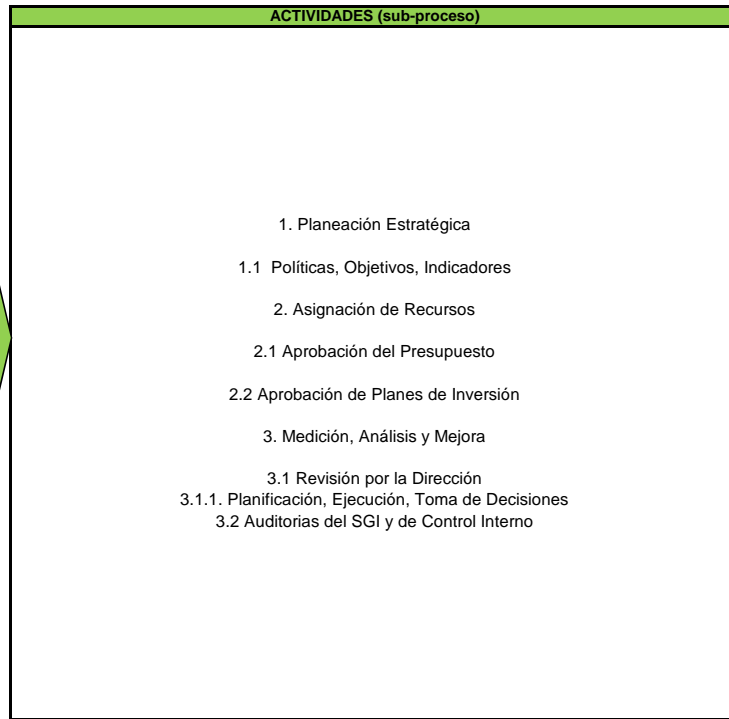 ACTIVIDADES (sub-proceso)
1. Planeación Estratégica
1.1 Políticas, Objetivos, Indicadores
2. Asignación de Recursos
2.1 Aprobación del Presupuesto
2.2 Aprobación de Planes de Inversión
3. Medición, Análisis y Mejora
3.1 Revisión por la Dirección
3.1.1. Planificación, Ejecución, Toma de Decisiones
3.2 Auditorias del SGI y de Control Interno